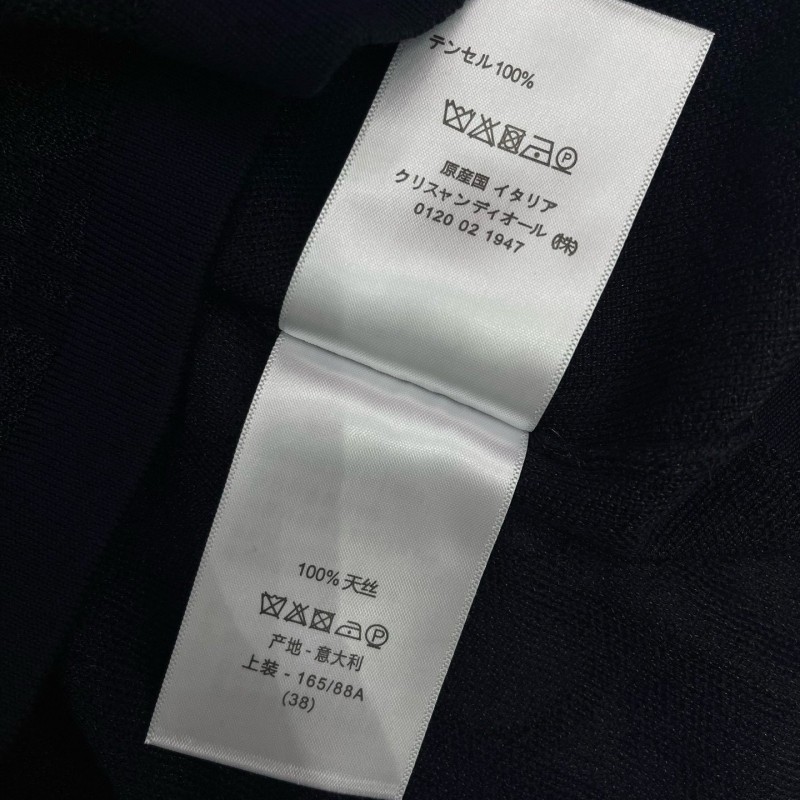 テンセル100%
原産国 イタリア
クリスャンディオール ㈱
0120 02 1947
100% 天丝
产地 - 意大利
上装 - 165/88A
(38)